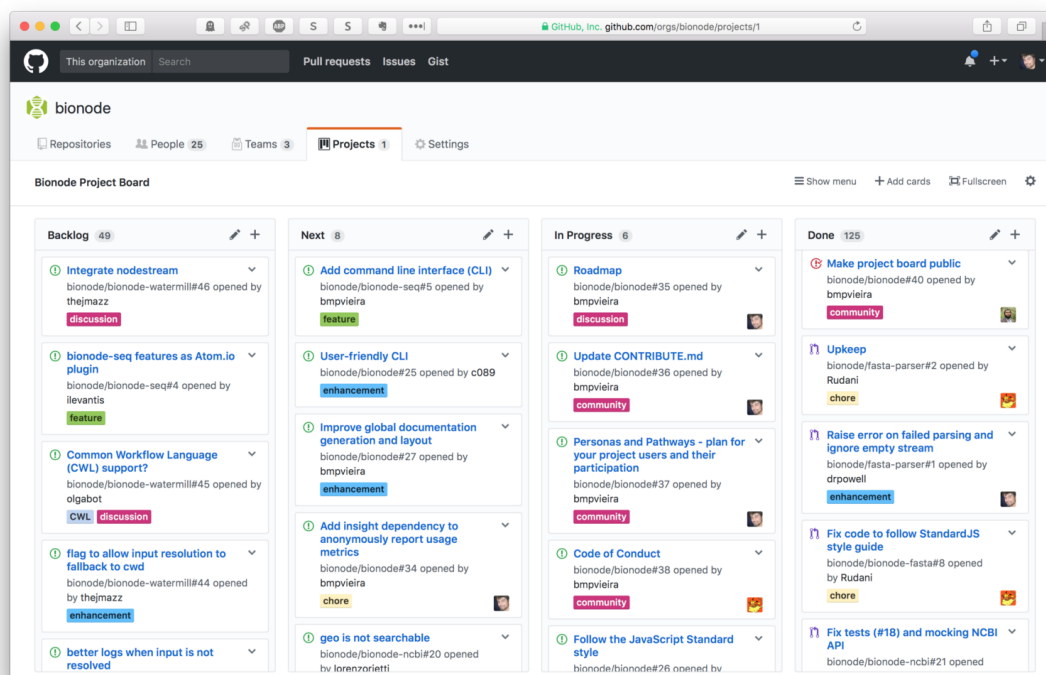 ABP
S
S
GitHub, Inc. github.com/orgs/bionode/projects/1
This organization
Search
Pull requests
Issues
Gist
bionode
Repositories
People 25
Teams 3
Projects 1
Settings
Bionode Project Board
Show menu
Add cards
Fullscreen
Backlog 49
Integrate nodestream
bionode/bionode-watermill#46 opened by
thejmazz
discussion
bionode-seq features as Atom.io
plugin
bionode/bionode-seq#4 opened by
ilevantis
feature
Common Workflow Language
(CWL) support?
bionode/bionode-watermill#45 opened by
olgabot
CWL discussion
flag to allow input resolution to
fallback to cwd
bionode/bionode-watermill#44 opened
by thejmazz
enhancement
better logs when input is not
resolved
Next 8
Add command line interface (CLI)
bionode/bionode-seq#5 opened by
bmpvieira
feature
User-friendly CLI
bionode/bionode#25 opened by c089
enhancement
Improve global documentation
generation and layout
bionode/bionode#27 opened by
bmpvieira
enhancement
Add insight dependency to
anonymously report usage
metrics
bionode/bionode#34 opened by
bmpvieira
chore
geo is not searchable
bionode/bionode-ncbi#20 opened
by lorenzorietti
In Progress 6
Roadmap
bionode/bionode#35 opened by
bmpvieira
discussion
Update CONTRIBUTE.md
bionode/bionode#36 opened by
bmpvieira
community
Personas and Pathways - plan for
your project users and their
participation
bionode/bionode#37 opened by
bmpvieira
community
Code of Conduct
bionode/bionode#38 opened by
bmpvieira
community
Follow the JavaScript Standard
style
bionode/bionode#26 opened by
Done 125
Make project board public
bionode/bionode#40 opened by
bmpvieira
community
Upkeep
bionode/fasta-parser#2 opened by
Rudani
chore
Raise error on failed parsing and
ignore empty stream
bionode/fasta-parser#1 opened by
drpowell
enhancement
Fix code to follow StandardJS
style guide
bionode/bionode-fasta#8 opened
by Rudani
chore
Fix tests (#18) and mocking NCBI
API
bionode/bionode-ncbi#21 opened